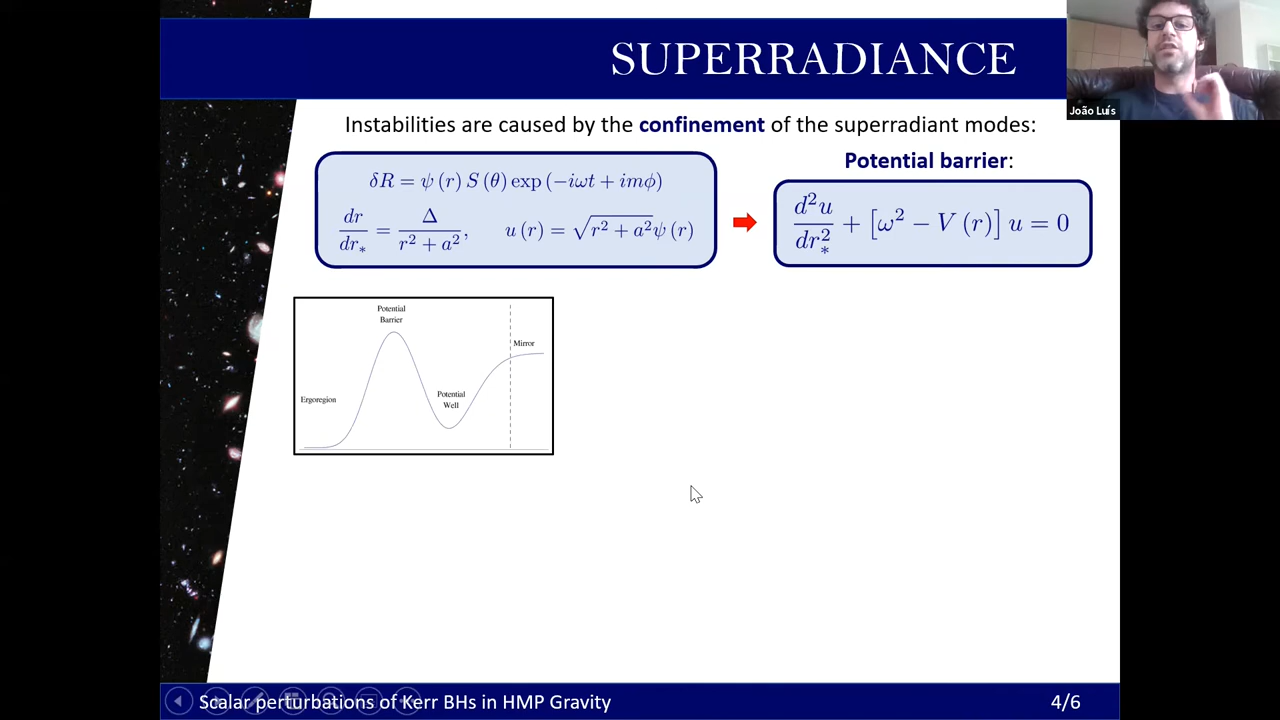 SUPERRADIANCE
João Luís
Instabilities are caused by the confinement of the superradiant modes:
Potential barrier:
δR = ψ (r) S (θ) exp (−iωt + imϕ)
dr/dr∗ = Δ/(r² + a²), u (r) = √(r² + a²)ψ (r)
d²u/dr∗² + [ω² − V (r)] u = 0
Potential
Barrier
Mirror
Potential
Well
Ergoregion
Scalar perturbations of Kerr BHs in HMP Gravity
4/6